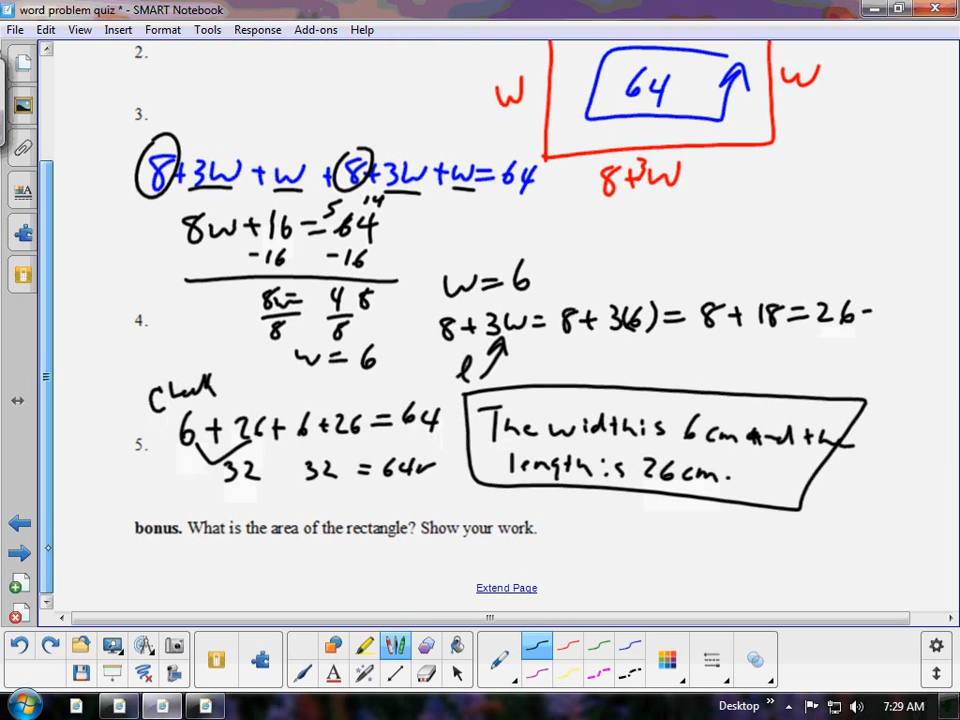 word problem quiz * - SMART Notebook
File Edit View Insert Format Tools Response Add-ons Help
2.
64
W
W
3.
8+3W
8+3W + W + 8+3W+W=64
5 14
8W+16 = 64
-16 -16
8W= 48
8 8
W = 6
W=6
4.
8+3W= 8+3(6)= 8+18=26
l
Check
6+26+6+26=64
5.
32 32 =64✓
The width is 6cm and the
length is 26cm.
bonus. What is the area of the rectangle? Show your work.
Extend Page
Desktop »
7:29 AM